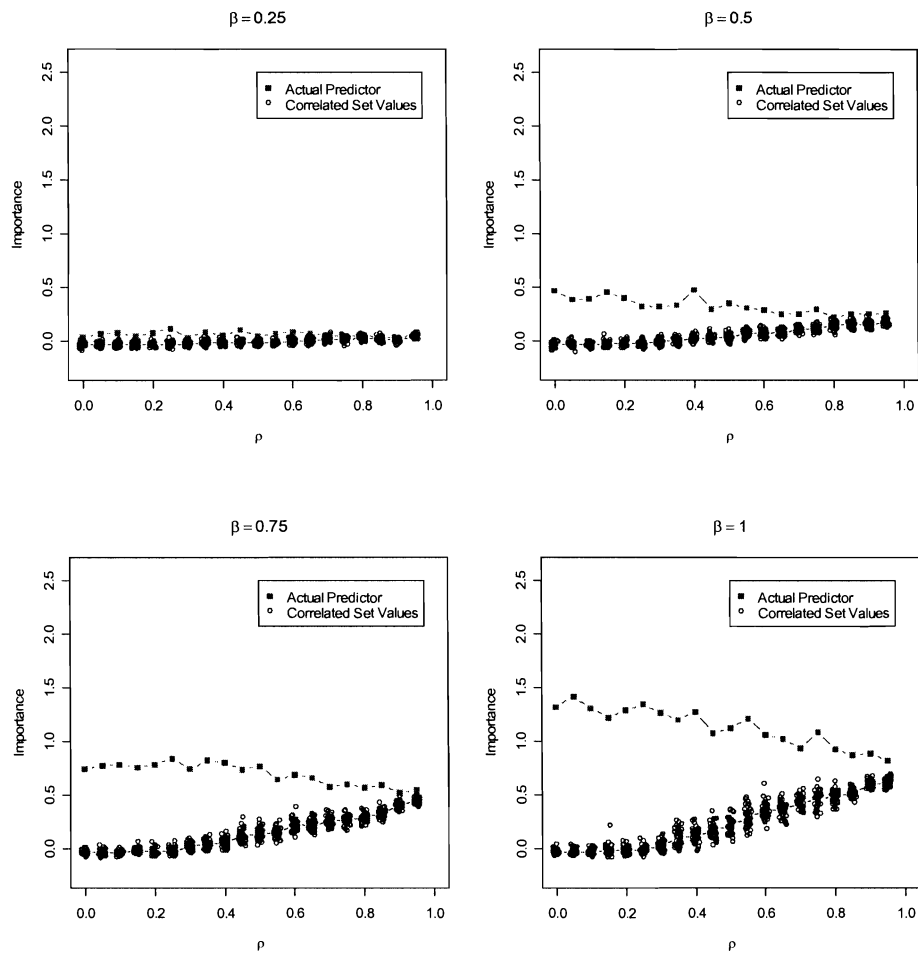 β = 0.25
2.5
2.0
1.5
1.0
0.5
0.0
Importance
Actual Predictor
Correlated Set Values
0.0 0.2 0.4 0.6 0.8 1.0
ρ
β = 0.5
2.5
2.0
1.5
1.0
0.5
0.0
Importance
Actual Predictor
Correlated Set Values
0.0 0.2 0.4 0.6 0.8 1.0
ρ
β = 0.75
2.5
2.0
1.5
1.0
0.5
0.0
Importance
Actual Predictor
Correlated Set Values
0.0 0.2 0.4 0.6 0.8 1.0
ρ
β = 1
2.5
2.0
1.5
1.0
0.5
0.0
Importance
Actual Predictor
Correlated Set Values
0.0 0.2 0.4 0.6 0.8 1.0
ρ